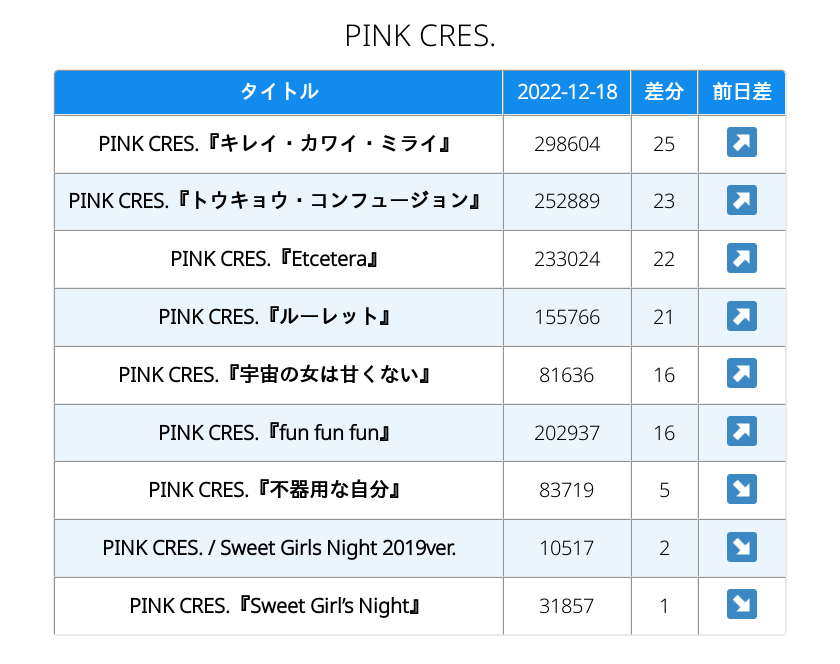 PINK CRES.
タイトル 2022-12-18 差分 前日差
PINK CRES.『キレイ・カワイ・ミライ』 298604 25 ↗
PINK CRES.『トウキョウ・コンフュージョン』 252889 23 ↗
PINK CRES.『Etcetera』 233024 22 ↗
PINK CRES.『ルーレット』 155766 21 ↗
PINK CRES.『宇宙の女は甘くない』 81636 16 ↗
PINK CRES.『fun fun fun』 202937 16 ↗
PINK CRES.『不器用な自分』 83719 5 ↘
PINK CRES. / Sweet Girls Night 2019ver. 10517 2 ↘
PINK CRES.『Sweet Girl’s Night』 31857 1 ↘